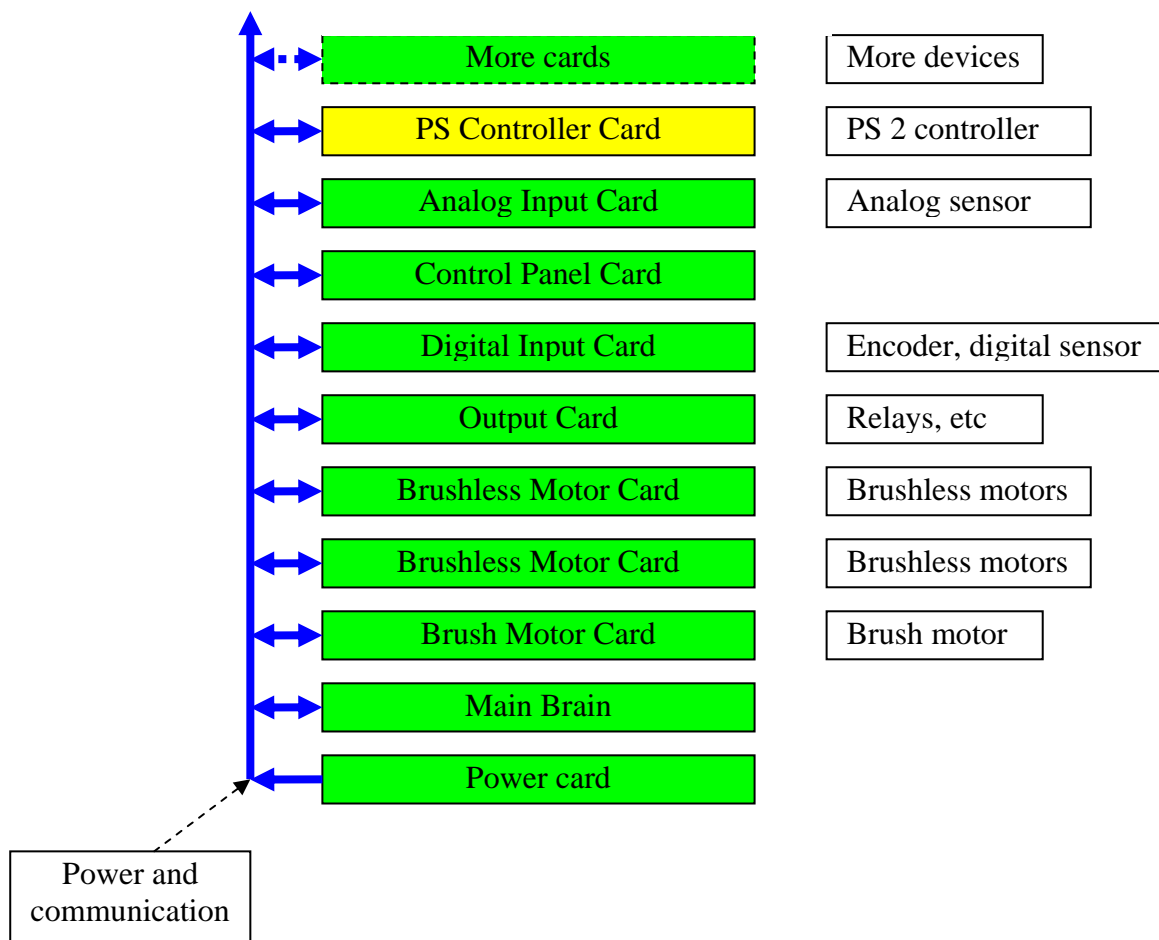 More cards
More devices
PS Controller Card
PS 2 controller
Analog Input Card
Analog sensor
Control Panel Card
Digital Input Card
Encoder, digital sensor
Output Card
Relays, etc
Brushless Motor Card
Brushless motors
Brushless Motor Card
Brushless motors
Brush Motor Card
Brush motor
Main Brain
Power card
Power and
communication